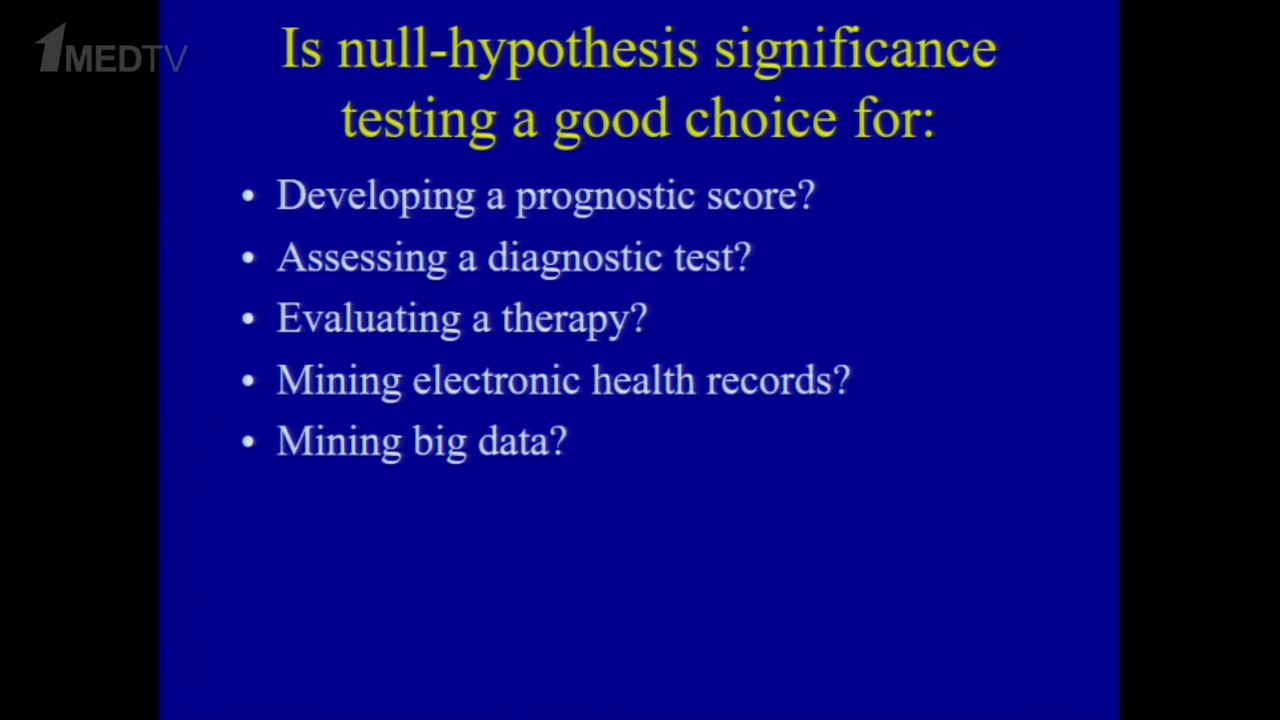 1MEDTV
Is null-hypothesis significance
testing a good choice for:
• Developing a prognostic score?
• Assessing a diagnostic test?
• Evaluating a therapy?
• Mining electronic health records?
• Mining big data?